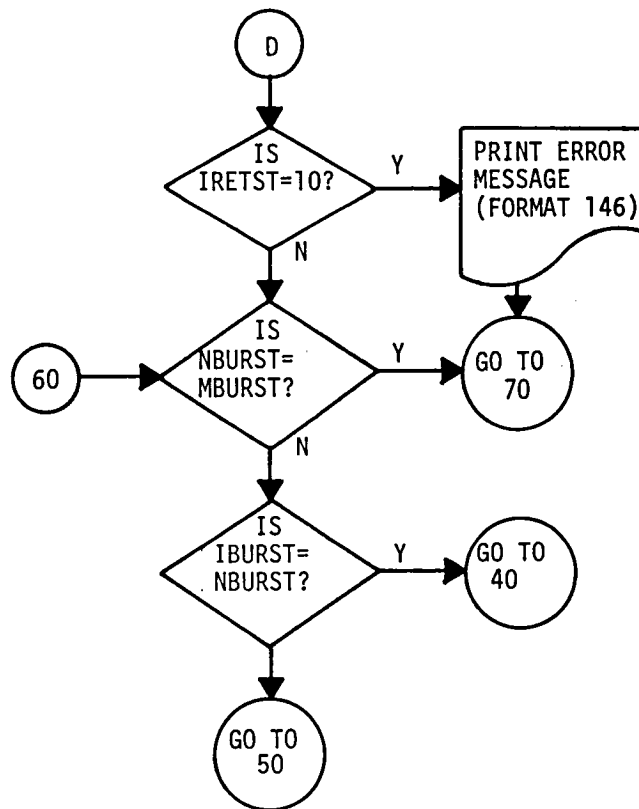 D
IS
IRETST=10?
Y
PRINT ERROR
MESSAGE
(FORMAT 146)
N
60
IS
NBURST=
MBURST?
Y
GO TO
70
N
IS
IBURST=
NBURST?
Y
GO TO
40
GO TO
50